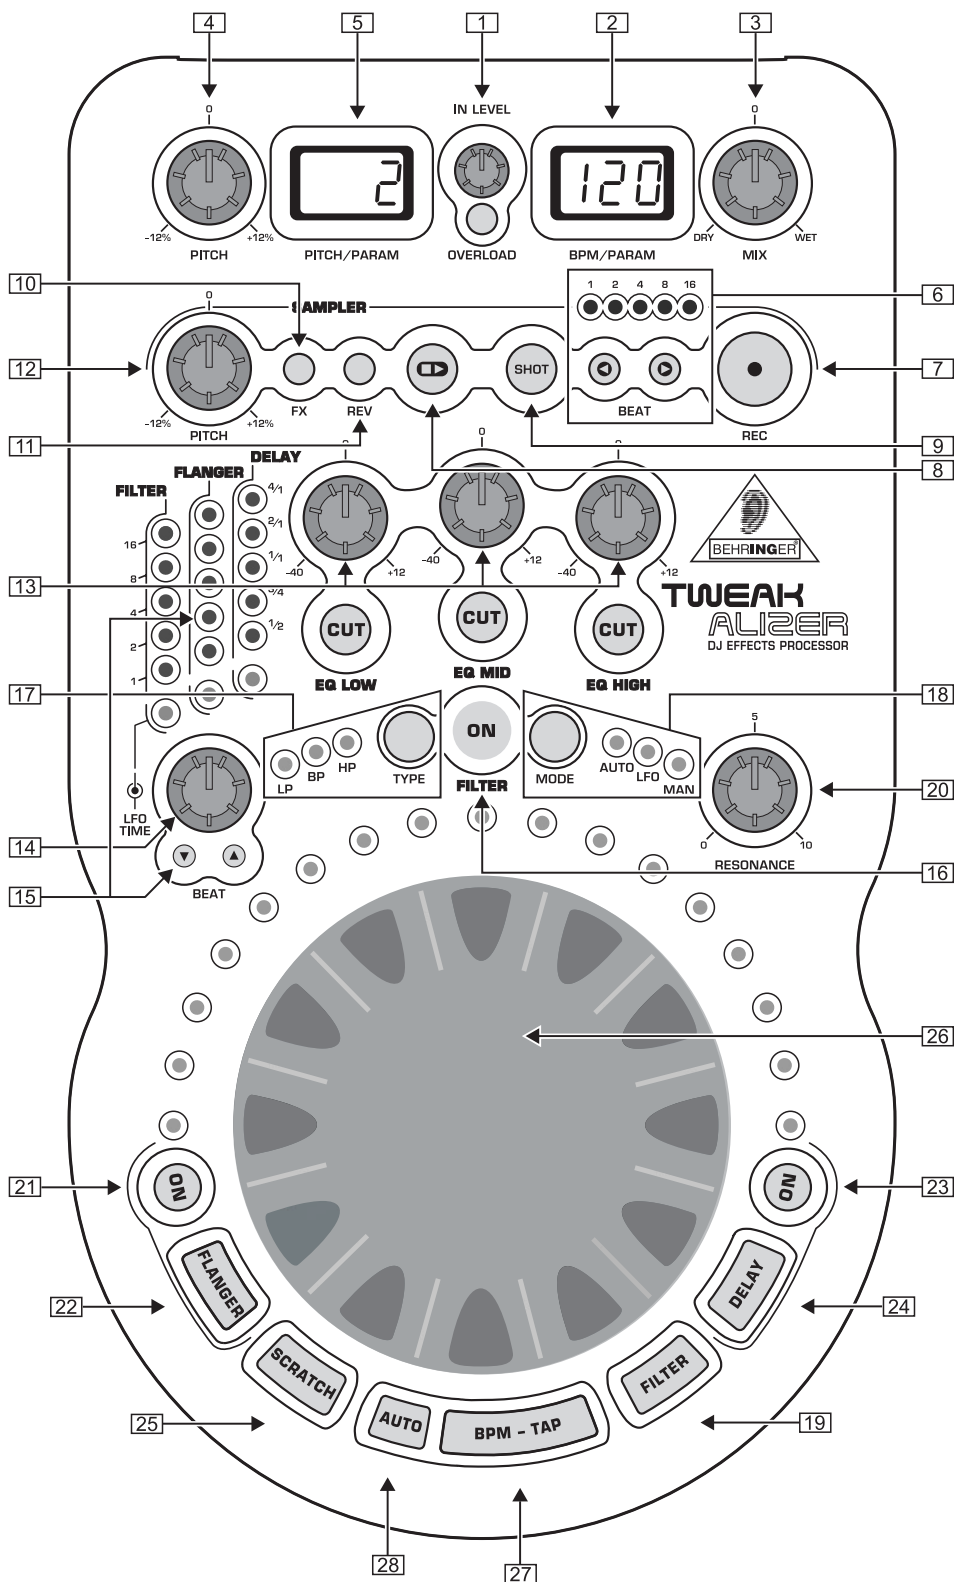 4 5 1 2 3
IN LEVEL
0 0
2 120
-12% +12% DRY WET
PITCH PITCH/PARAM OVERLOAD BPM/PARAM MIX
10
1 2 4 8 16
6
0 SAMPLER
12
SHOT
7
FX REV BEAT
-12% +12%
PITCH REC
11 9
8
0 0 0
DELAY
FLANGER
FILTER
4/1
2/1
1/1
3/4
1/2
16
8
4
2
1
-40 +12 -40 +12 -40 +12
BEHRINGER
13
TWEAK
ALIZER
DJ EFFECTS PROCESSOR
15
CUT CUT CUT
EQ LOW EQ MID EQ HIGH
17 18
LP BP HP TYPE
ON
FILTER
MODE AUTO LFO MAN
5
20
0 10
RESONANCE
LFO
TIME
14
15
BEAT
16
26
21 ON ON 23
22 FLANGER DELAY 24
25 SCRATCH FILTER 19
AUTO BPM - TAP
28 27